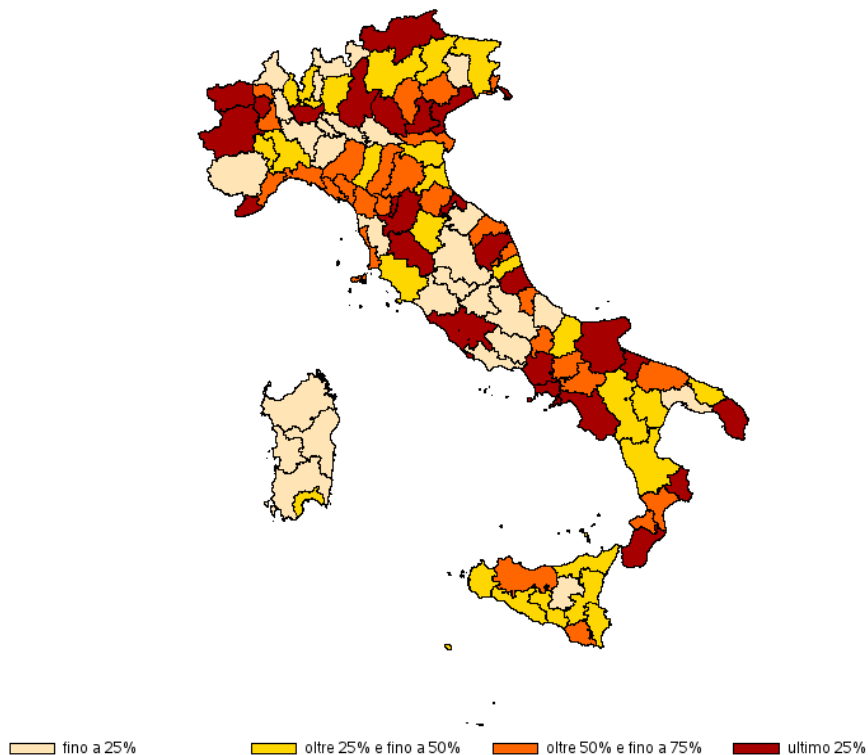 fino a 25%
oltre 25% e fino a 50%
oltre 50% e fino a 75%
ultimo 25%